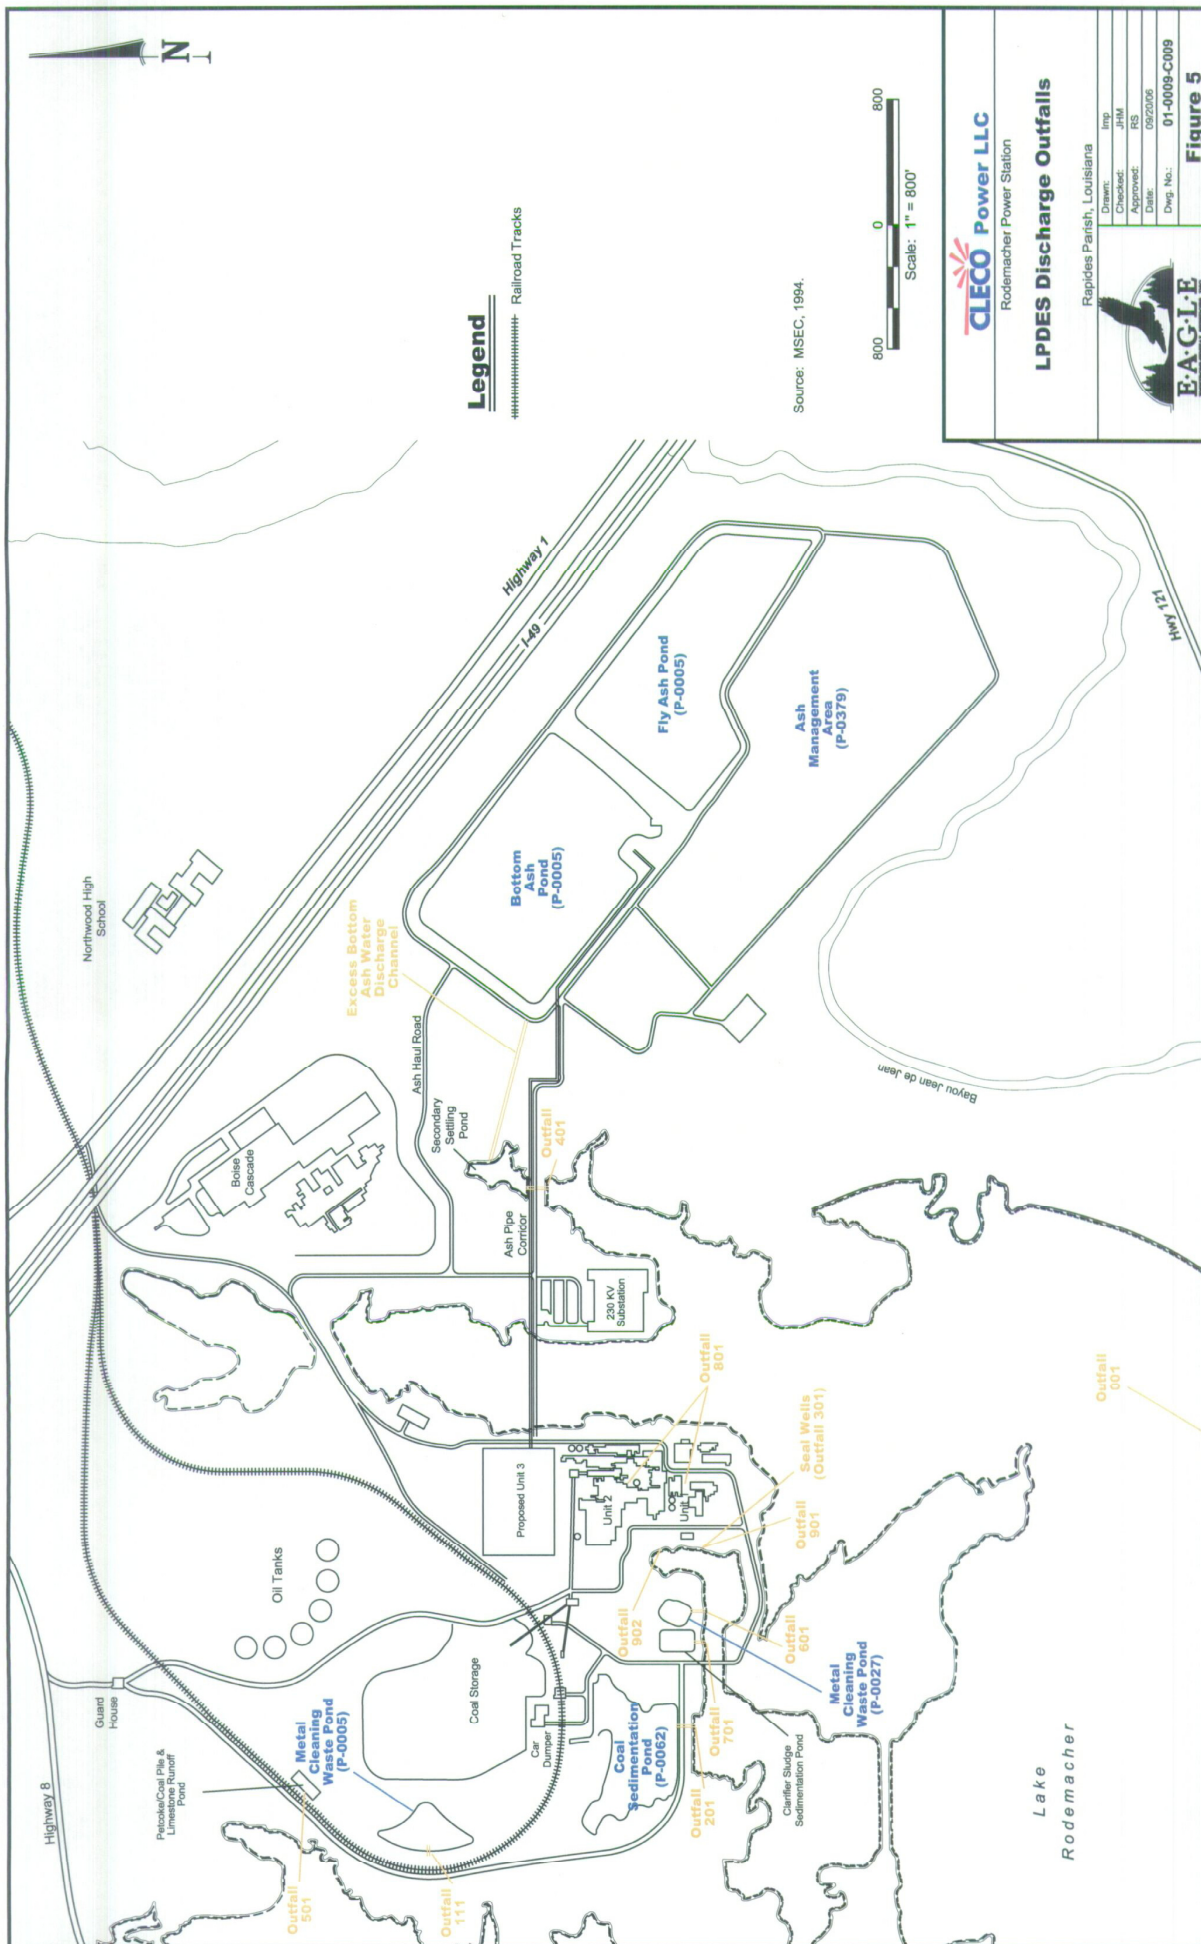 N
Highway 8
Guard
House
Petcoke/Coal Pile &
Limestone Runoff
Pond
Outfall
501
Outfall
111
Metal
Cleaning
Waste Pond
(P-0005)
Oil Tanks
Coal Storage
Car
Dumper
Coal
Sedimentation
Pond
(P-0062)
Outfall
201
Outfall
701
Clarifier Sludge
Sedimentation Pond
Metal
Cleaning
Waste Pond
(P-0027)
Outfall
601
Outfall
902
Outfall
901
Seal Wells
(Outfall 301)
Outfall
801
Proposed Unit 3
Unit 2
Unit
230 KV
Substation
Lake
Rodemacher
Outfall
001
Northwood High
School
Boise
Cascade
Ash Haul Road
Secondary
Settling
Pond
Ash Pipe
Corridor
Outfall
401
Excess Bottom
Ash Water
Discharge
Channel
Bottom
Ash
Pond
(P-0005)
Fly Ash Pond
(P-0005)
Ash
Management
Area
(P-0379)
Bayou Jean de Jean
Highway 1
I-49
Hwy 121
Legend
Railroad Tracks
Source: MSEC, 1994.
800 0 800
Scale: 1" = 800'
CLECO Power LLC
Rodemacher Power Station
LPDES Discharge Outfalls
Rapides Parish, Louisiana
E·A·G·L·E
Drawn: lmp
Checked: JHM
Approved: RS
Date: 09/20/06
Dwg. No.: 01-0009-C009
Figure 5